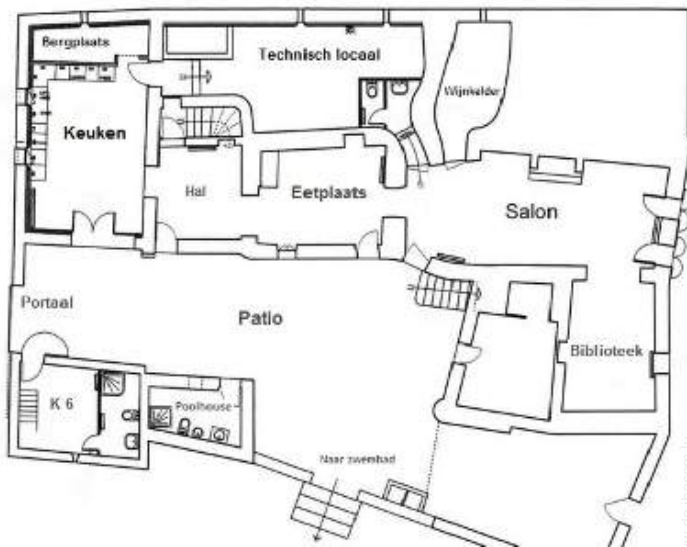 Bergplaats
Technisch locaal
Wijnkelder
Keuken
Hal
Eetplaats
Salon
Portaal
Patio
Biblioteek
K 6
Poolhouse
Naar zwembad